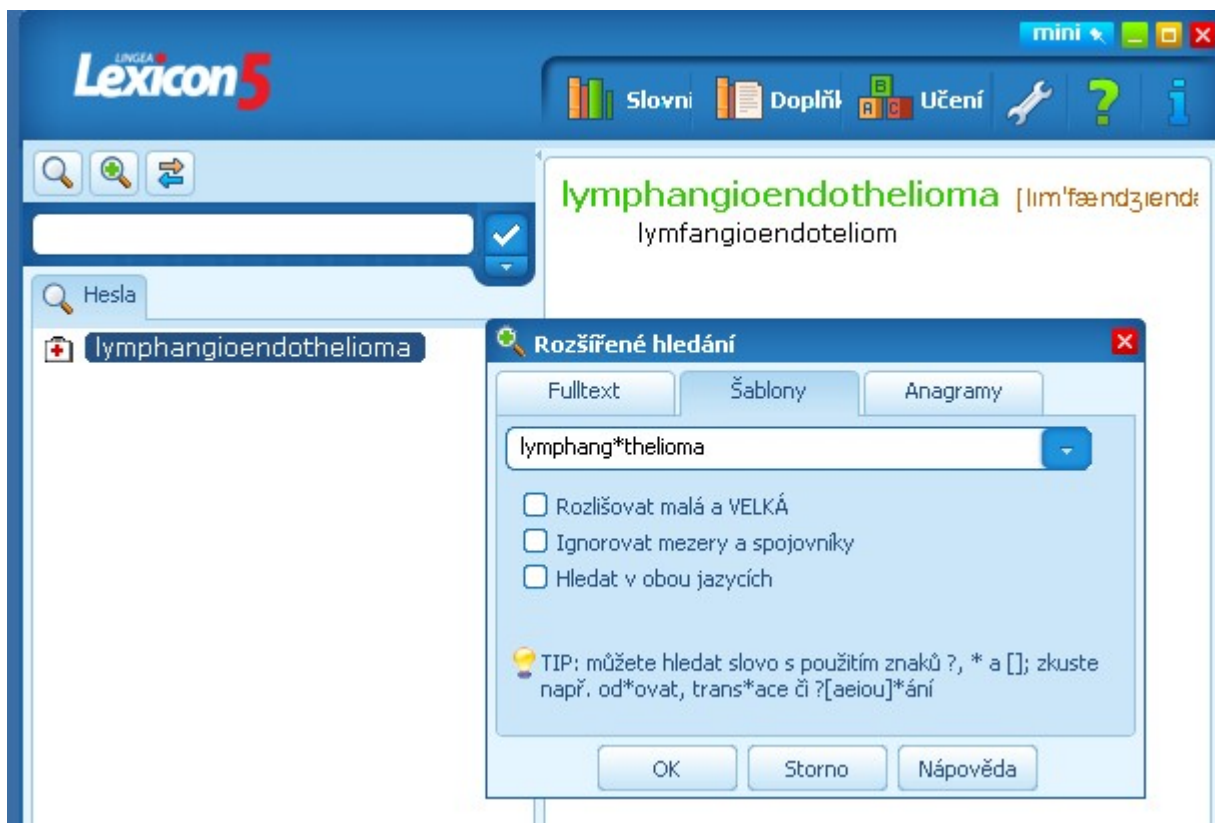 mini
LINGEA
Lexicon5
Slovni
Doplňk
Učení
lymphangioendothelioma
lymfangioendoteliom
Hesla
lymphangioendothelioma
Rozšířené hledání
Fulltext
Šablony
Anagramy
lymphang*thelioma
Rozlišovat malá a VELKÁ
Ignorovat mezery a spojovníky
Hledat v obou jazycích
TIP: můžete hledat slovo s použitím znaků ?, * a []; zkuste
např. od*ovat, trans*ace či ?[aeiou]*ání
OK
Storno
Nápověda